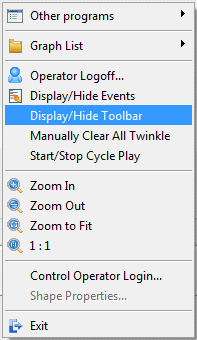 Other programs
Graph List
Operator Logoff...
Display/Hide Events
Display/Hide Toolbar
Manually Clear All Twinkle
Start/Stop Cycle Play
Zoom In
Zoom Out
Zoom to Fit
1 : 1
Control Operator Login...
Shape Properties...
Exit